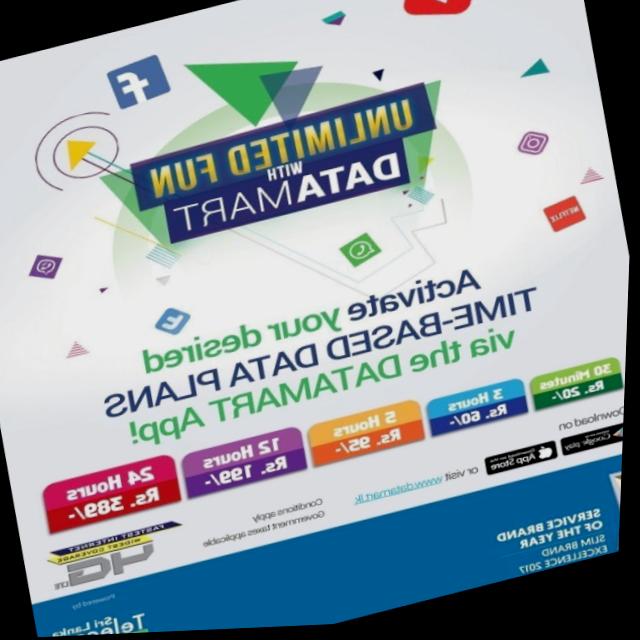 UNLIMITED FUN
WITH
DATAMART
NETFLIX
Activate your desired
TIME-BASED DATA PLANS
via the DATAMART App!
30 Minutes
Rs. 20/-
3 Hours
Rs. 60/-
5 Hours
Rs. 95/-
12 Hours
Rs. 199/-
24 Hours
Rs. 389/-
Download on
Google play
App Store
or visit www.datamart.lk
Conditions apply
Government taxes applicable
FASTEST INTERNET
WIDEST COVERAGE
4G LTE
SERVICE BRAND
OF THE YEAR
SLIM BRAND
EXCELLENCE 2017
Powered by
Sri Lanka